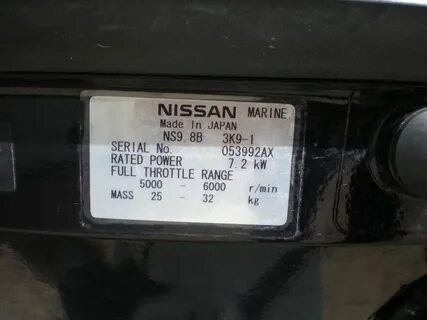 NISSAN MARINE
Made In JAPAN
NS9.8B 3K9-1
SERIAL No. 053992AX
RATED POWER 7.2 kW
FULL THROTTLE RANGE
5000 - 6000 r/min
MASS 25 - 32 kg